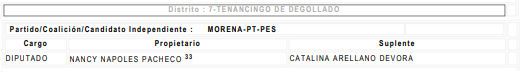 Distrito : 7-TENANCINGO DE DEGOLLADO
Partido/Coalición/Candidato Independiente : MORENA-PT-PES
Cargo Propietario Suplente
DIPUTADO NANCY NAPOLES PACHECO 33 CATALINA ARELLANO DEVORA